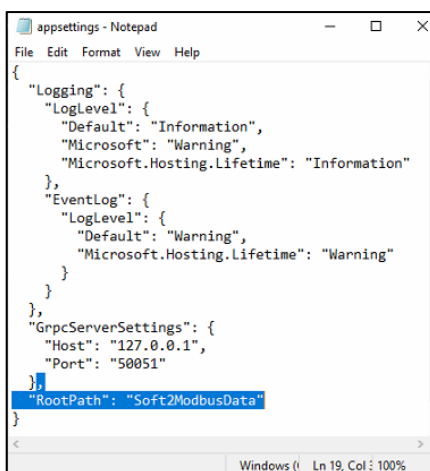 appsettings - Notepad
File Edit Format View Help
{
  "Logging": {
    "LogLevel": {
      "Default": "Information",
      "Microsoft": "Warning",
      "Microsoft.Hosting.Lifetime": "Information"
    },
    "EventLog": {
      "LogLevel": {
        "Default": "Warning",
        "Microsoft.Hosting.Lifetime": "Warning"
      }
    }
  },
  "GrpcServerSettings": {
    "Host": "127.0.0.1",
    "Port": "50051"
  },
  "RootPath": "Soft2ModbusData"
}
Windows ( Ln 19, Col 100%